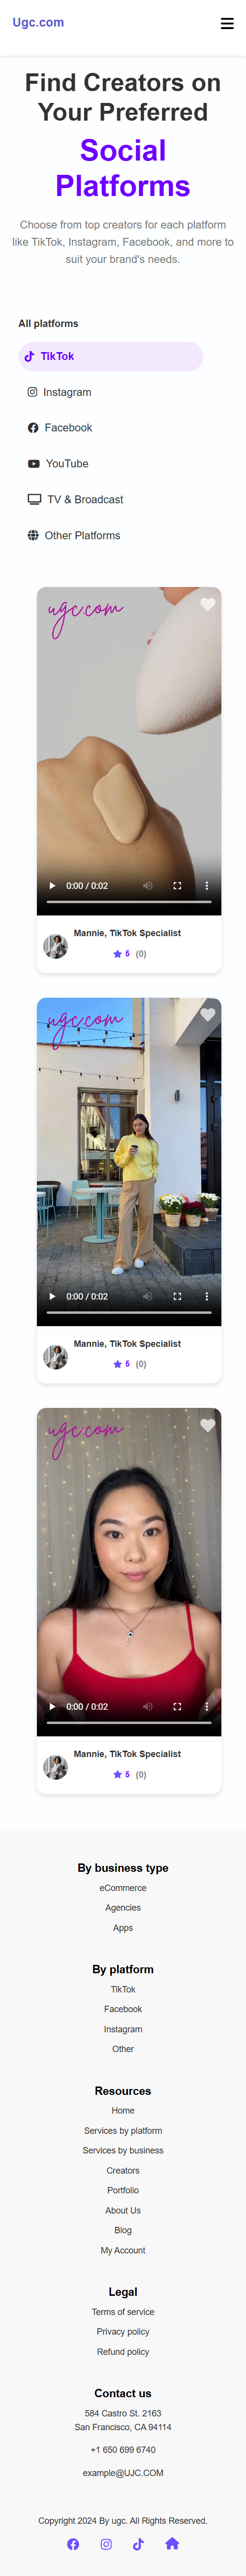 Ugc.com
Find Creators on
Your Preferred
Social
Platforms
Choose from top creators for each platform
like TikTok, Instagram, Facebook, and more to
suit your brand's needs.
All platforms
TikTok
Instagram
Facebook
YouTube
TV & Broadcast
Other Platforms
ugc.com
0:00 / 0:02
Mannie, TikTok Specialist
5 (0)
ugc.com
0:00 / 0:02
Mannie, TikTok Specialist
5 (0)
ugc.com
0:00 / 0:02
Mannie, TikTok Specialist
5 (0)
By business type
eCommerce
Agencies
Apps
By platform
TikTok
Facebook
Instagram
Other
Resources
Home
Services by platform
Services by business
Creators
Portfolio
About Us
Blog
My Account
Legal
Terms of service
Privacy policy
Refund policy
Contact us
584 Castro St. 2163
San Francisco, CA 94114
+1 650 699 6740
example@UJC.COM
Copyright 2024 By ugc. All Rights Reserved.